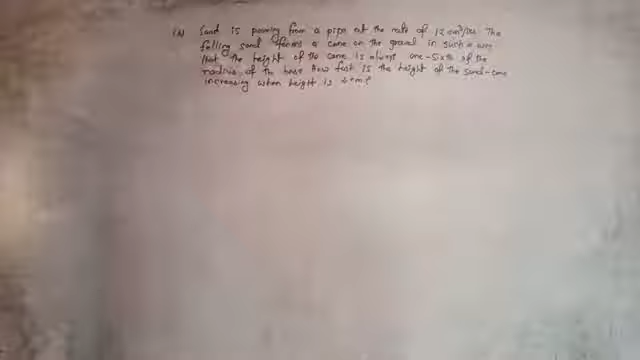 Sand is pouring from a pipe at the rate of 12 cm³/sec The
falling sand forms a cone on the ground in such a way
that the height of the cone is always one-sixth of the
radius of the base How fast is the height of the sand-cone
increasing when height is 4 cm?